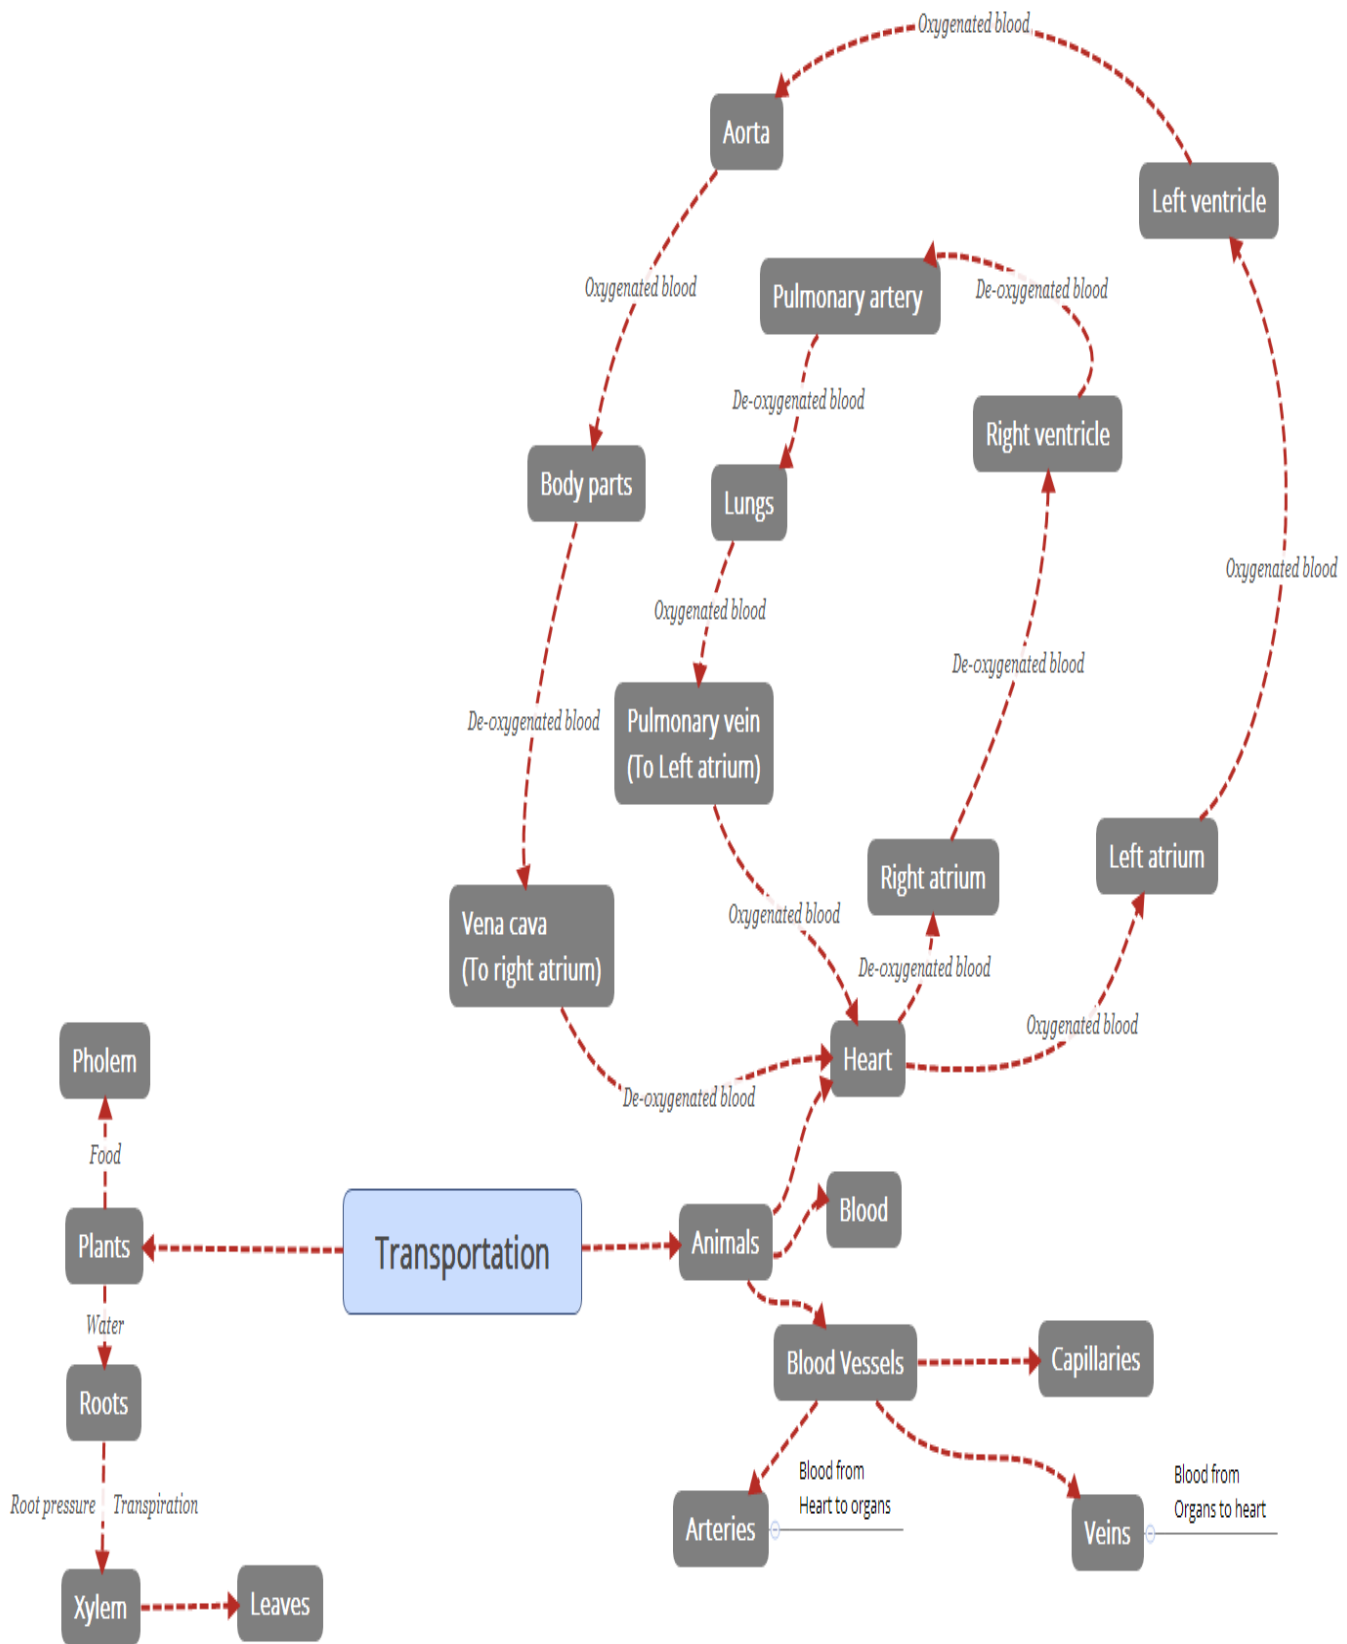 Oxygenated blood
Aorta
Left ventricle
Oxygenated blood
Pulmonary artery
De-oxygenated blood
De-oxygenated blood
Right ventricle
Body parts
Lungs
Oxygenated blood
Oxygenated blood
De-oxygenated blood
De-oxygenated blood
Pulmonary vein
(To Left atrium)
Right atrium
Left atrium
Oxygenated blood
Vena cava
(To right atrium)
De-oxygenated blood
Oxygenated blood
Pholem
Heart
De-oxygenated blood
Food
Blood
Plants
Transportation
Animals
Water
Blood Vessels
Capillaries
Roots
Blood from
Heart to organs
Blood from
Organs to heart
Root pressure
Transpiration
Arteries
Veins
Xylem
Leaves